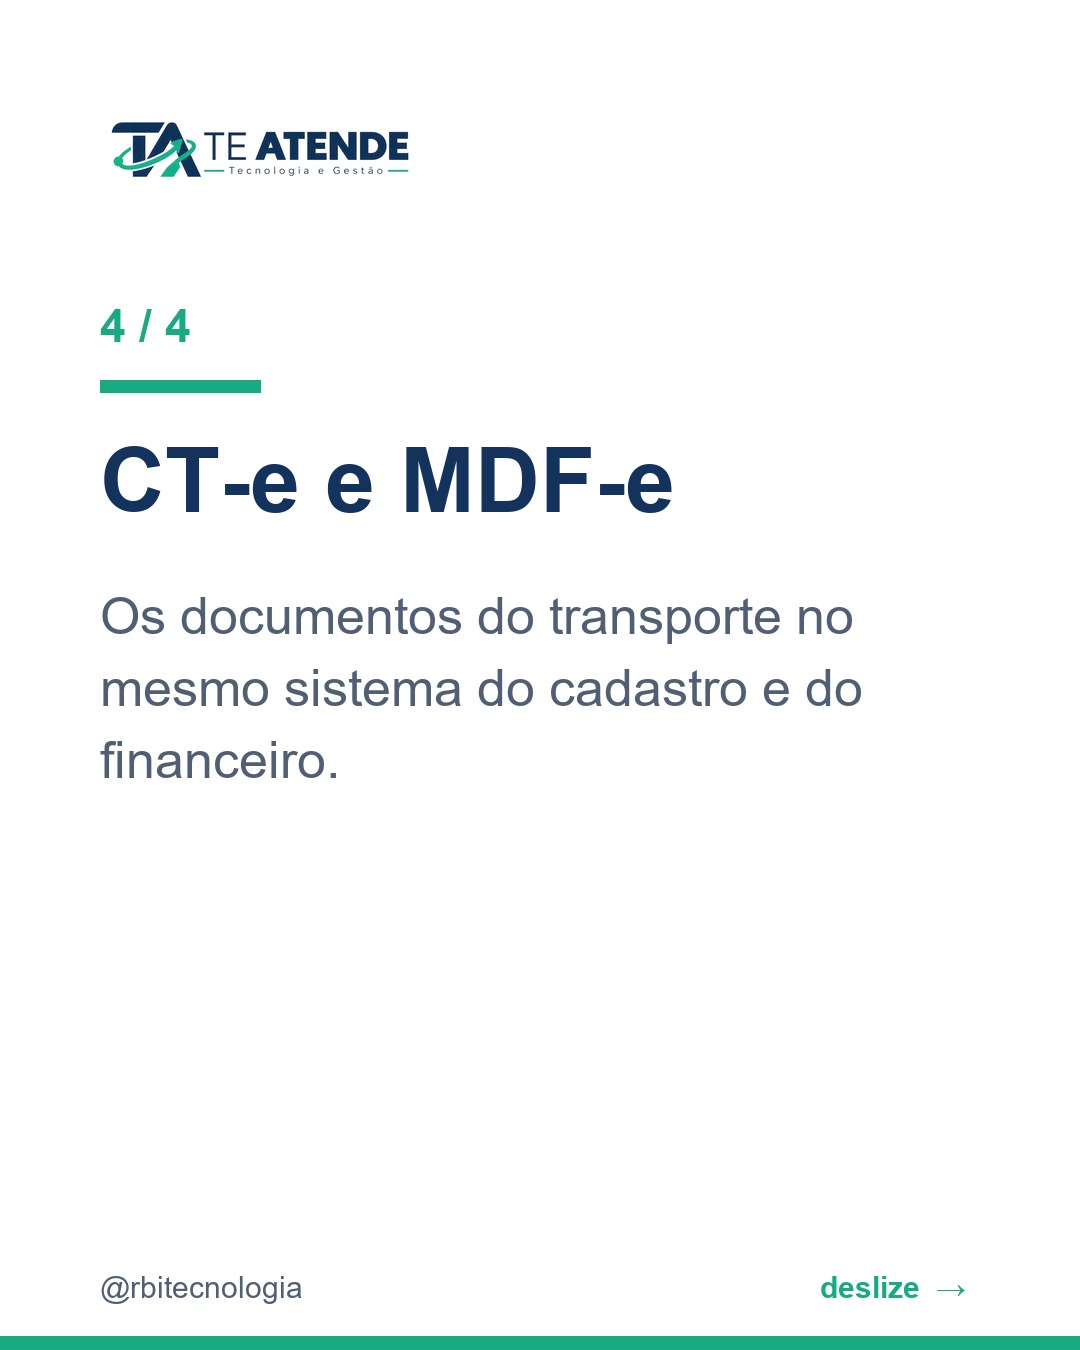 TE ATENDE
Tecnologia e Gestão
4 / 4
CT-e e MDF-e
Os documentos do transporte no
mesmo sistema do cadastro e do
financeiro.
@rbitecnologia
deslize →